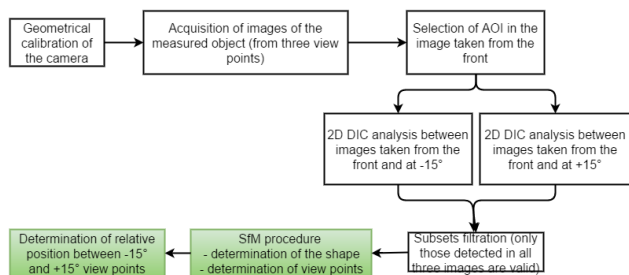 Geometrical
calibration of
the camera
Acquisition of images of the
measured object (from three view
points)
Selection of AOI in the
image taken from the
front
2D DIC analysis between
images taken from the
front and at -15°
2D DIC analysis between
images taken from the
front and at +15°
Subsets filtration (only
those detected in all
three images are valid)
SfM procedure
- determination of the shape
- determination of view points
Determination of relative
position between -15°
and +15° view points